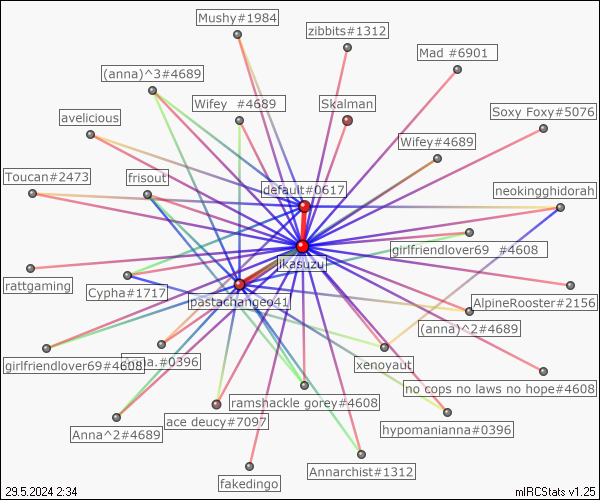 Mushy#1984
zibbits#1312
Mad #6901
(anna)^3#4689
Wifey #4689
Skalman
Soxy Foxy#5076
avelicious
Wifey#4689
Toucan#2473
frisout
default#0617
neokingghidorah
girlfriendlover69 #4608
jkasuzu
rattgaming
Cypha#1717
pastachangeo41
AlpineRooster#2156
(anna)^2#4689
girlfriendlover69#4608
.#0396
xenoyaut
no cops no laws no hope#4608
ramshackle gorey#4608
ace deucy#7097
hypomanianna#0396
Anna^2#4689
Annarchist#1312
fakedingo
29.5.2024 2:34
mIRCStats v1.25